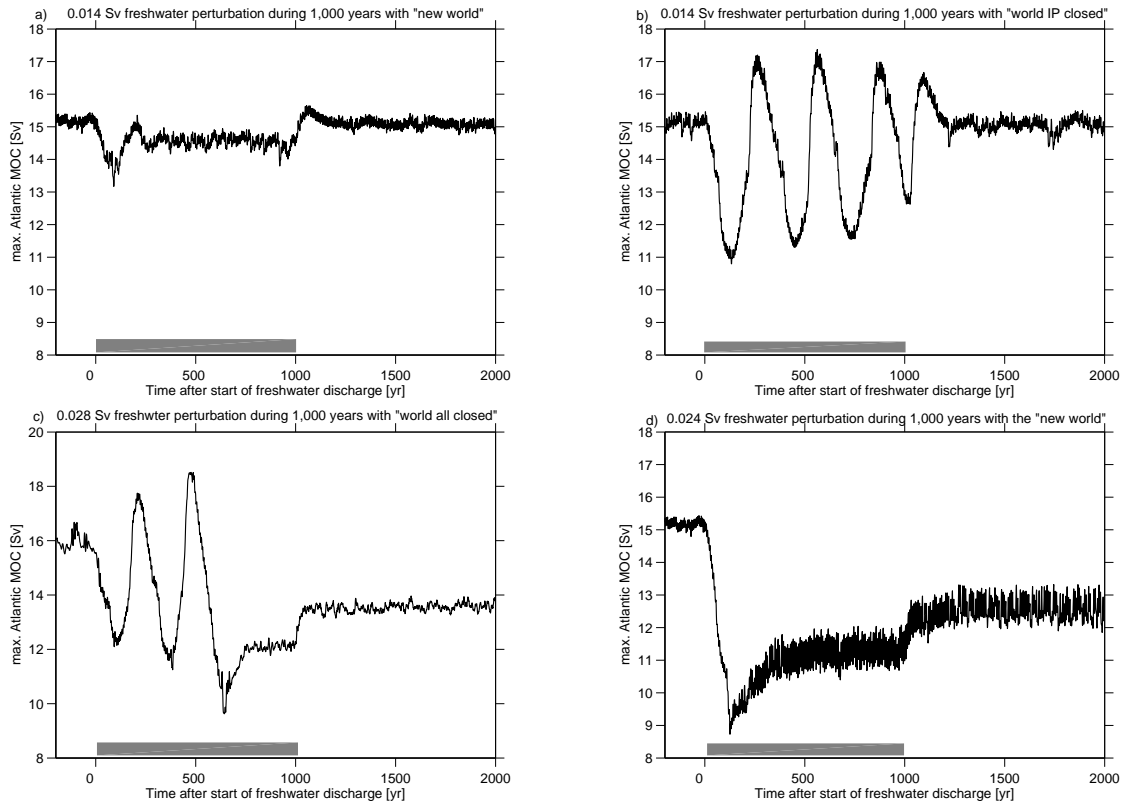 a) 0.014 Sv freshwater perturbation during 1,000 years with "new world"
18
17
16
15
14
13
12
11
10
9
8
max. Atlantic MOC [Sv]
0 500 1000 1500 2000
Time after start of freshwater discharge [yr]
b) 0.014 Sv freshwater perturbation during 1,000 years with "world IP closed"
18
17
16
15
14
13
12
11
10
9
8
max. Atlantic MOC [Sv]
0 500 1000 1500 2000
Time after start of freshwater discharge [yr]
c) 0.028 Sv freshwter perturbation during 1,000 years with "world all closed"
20
18
16
14
12
10
8
max. Atlantic MOC [Sv]
0 500 1000 1500 2000
Time after start of freshwater discharge [yr]
d) 0.024 Sv freshwater perturbation during 1,000 years with the "new world"
18
17
16
15
14
13
12
11
10
9
8
max. Atlantic MOC [Sv]
0 500 1000 1500 2000
Time after start of freshwater discharge [yr]